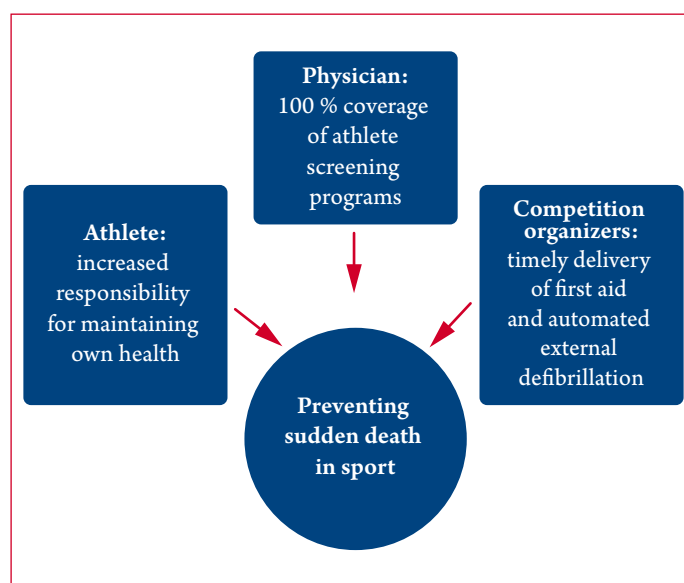 Physician:
100 % coverage
of athlete
screening
programs
Athlete:
increased
responsibility
for maintaining
own health
Competition
organizers:
timely delivery
of first aid
and automated
external
defibrillation
Preventing
sudden death
in sport